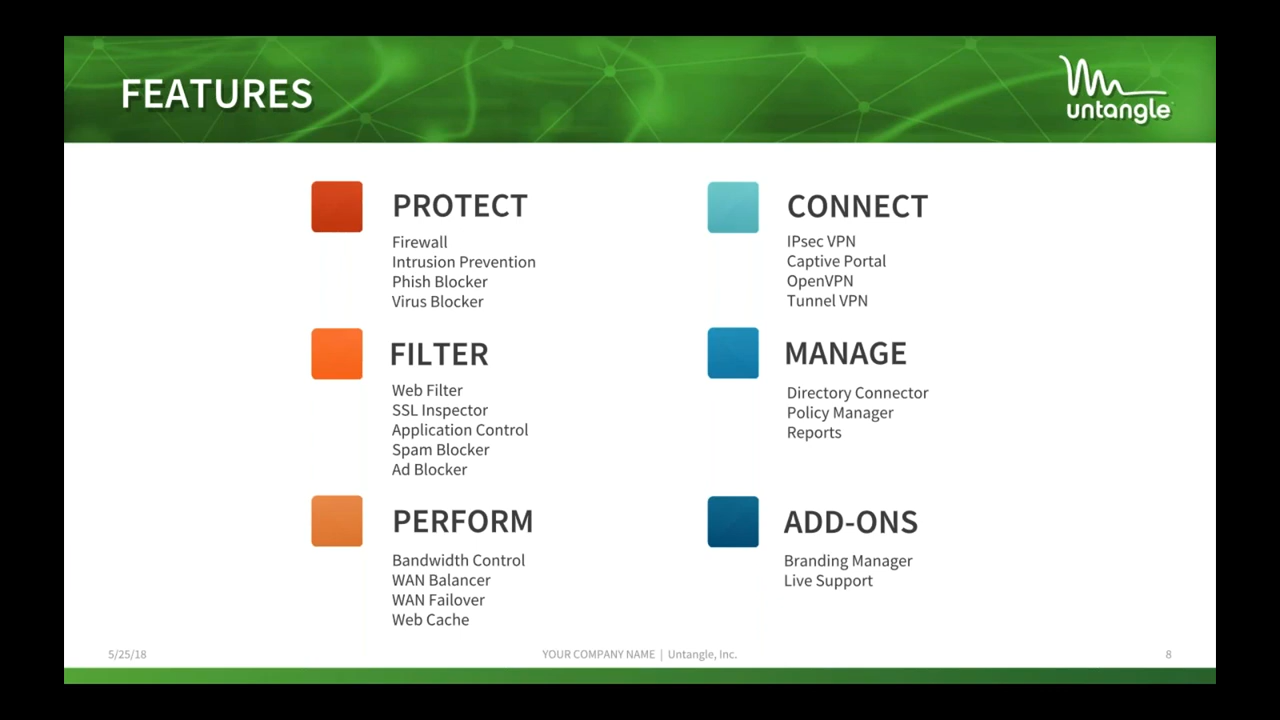 FEATURES
untangle
PROTECT
Firewall
Intrusion Prevention
Phish Blocker
Virus Blocker
FILTER
Web Filter
SSL Inspector
Application Control
Spam Blocker
Ad Blocker
PERFORM
Bandwidth Control
WAN Balancer
WAN Failover
Web Cache
CONNECT
IPsec VPN
Captive Portal
OpenVPN
Tunnel VPN
MANAGE
Directory Connector
Policy Manager
Reports
ADD-ONS
Branding Manager
Live Support
5/25/18
YOUR COMPANY NAME | Untangle, Inc.
8